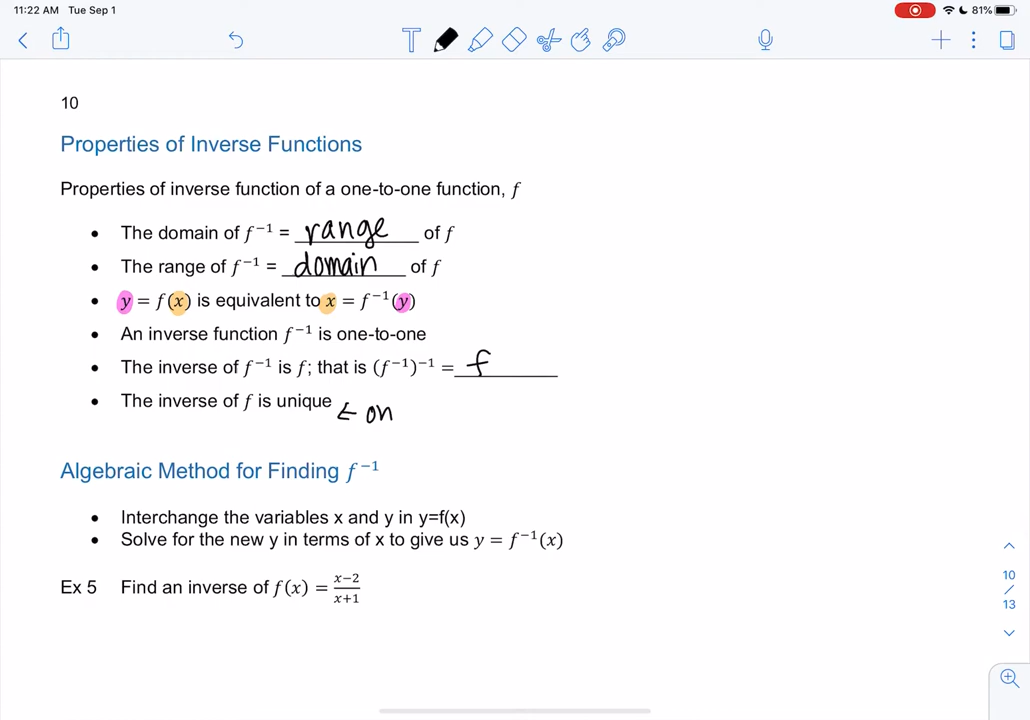 11:22 AM Tue Sep 1
81%
10
Properties of Inverse Functions
Properties of inverse function of a one-to-one function, f
• The domain of f⁻¹ = range of f
• The range of f⁻¹ = domain of f
• y = f(x) is equivalent to x = f⁻¹(y)
• An inverse function f⁻¹ is one-to-one
• The inverse of f⁻¹ is f; that is (f⁻¹)⁻¹ = f
• The inverse of f is unique ← on
Algebraic Method for Finding f⁻¹
• Interchange the variables x and y in y=f(x)
• Solve for the new y in terms of x to give us y = f⁻¹(x)
Ex 5 Find an inverse of f(x) = x−2/x+1
10
/
13